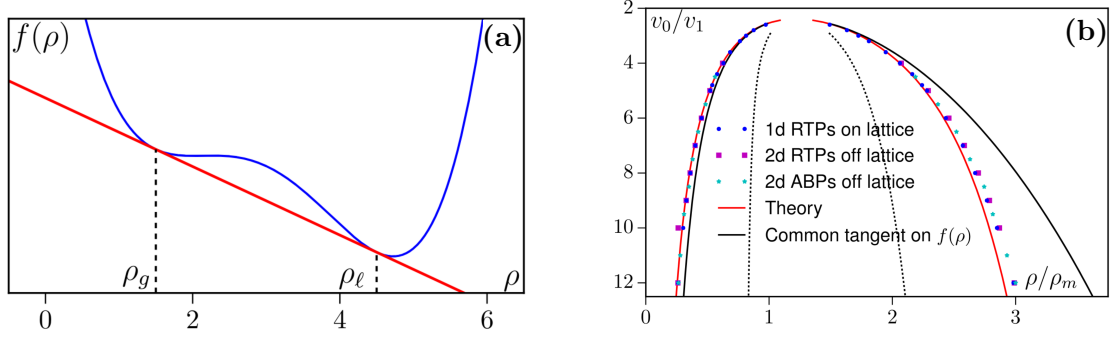 f(ρ)
(a)
ρ_g
ρ_ℓ
ρ
0
2
4
6
v_0/v_1
(b)
2
4
6
8
10
12
1d RTPs on lattice
2d RTPs off lattice
2d ABPs off lattice
Theory
Common tangent on f(ρ)
ρ/ρ_m
0
1
2
3